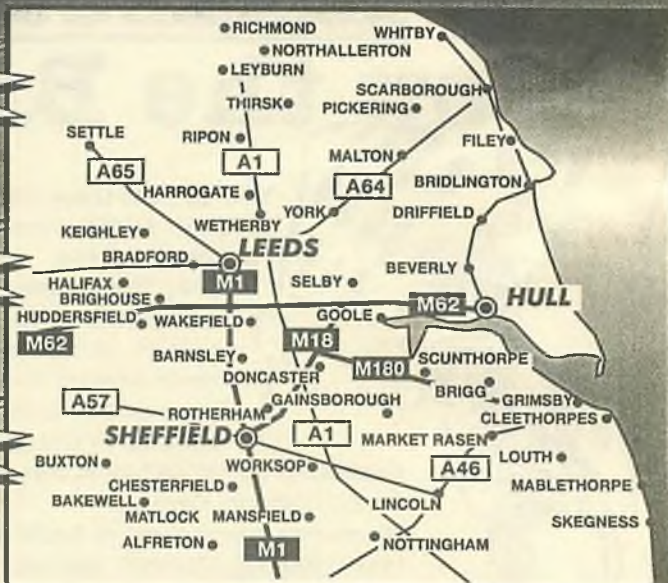 RICHMOND
WHITBY
NORTHALLERTON
LEYBURN
SCARBOROUGH
THIRSK
PICKERING
SETTLE
RIPON
FILEY
A1
MALTON
A65
A64
BRIDLINGTON
HARROGATE
YORK
DRIFFIELD
WETHERBY
KEIGHLEY
LEEDS
BRADFORD
BEVERLY
M1
HALIFAX
SELBY
BRIGHOUSE
M62
HULL
HUDDERSFIELD
WAKEFIELD
GOOLE
M62
M18
BARNSLEY
SCUNTHORPE
M180
DONCASTER
BRIGG
A57
GAINSBOROUGH
GRIMSBY
ROTHERHAM
CLEETHORPES
SHEFFIELD
A1
MARKET RASEN
BUXTON
WORKSOP
A46
LOUTH
CHESTERFIELD
MABLETHORPE
BAKEWELL
LINCOLN
MATLOCK
MANSFIELD
SKEGNESS
ALFRETON
M1
NOTTINGHAM